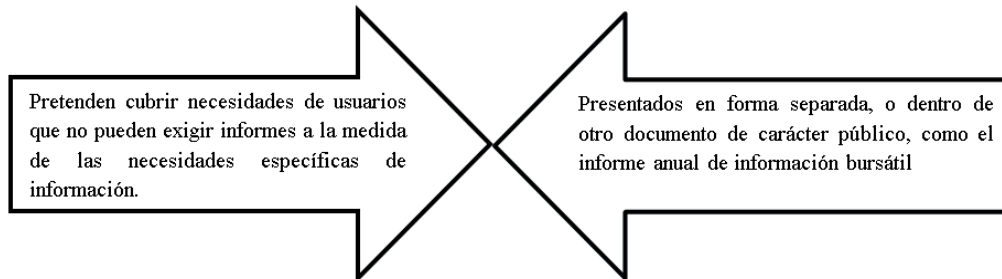 Pretenden cubrir necesidades de usuarios
que no pueden exigir informes a la medida
de las necesidades específicas de
información.
Presentados en forma separada, o dentro de
otro documento de carácter público, como el
informe anual de información bursátil